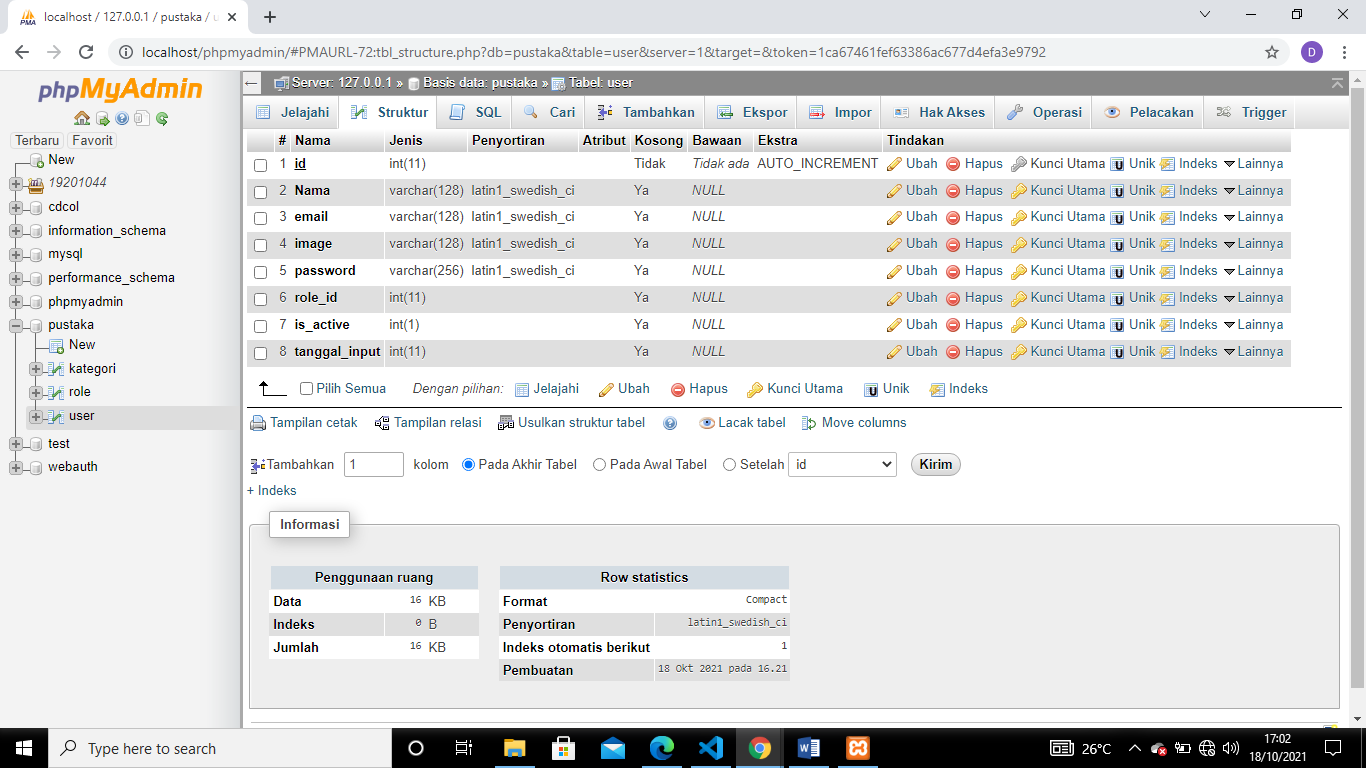 localhost / 127.0.0.1 / pustaka / u
localhost/phpmyadmin/#PMAURL-72:tbl_structure.php?db=pustaka&table=user&server=1&target=&token=1ca67461fef63386ac677d4efa3e9792
D
phpMyAdmin
Terbaru Favorit
New
19201044
cdcol
information_schema
mysql
performance_schema
phpmyadmin
pustaka
New
kategori
role
user
test
webauth
Server: 127.0.0.1 » Basis data: pustaka » Tabel: user
Jelajahi Struktur SQL Cari Tambahkan Ekspor Impor Hak Akses Operasi Pelacakan Trigger
# Nama Jenis Penyortiran Atribut Kosong Bawaan Ekstra Tindakan
1 id int(11) Tidak Tidak ada AUTO_INCREMENT Ubah Hapus Kunci Utama Unik Indeks Lainnya
2 Nama varchar(128) latin1_swedish_ci Ya NULL Ubah Hapus Kunci Utama Unik Indeks Lainnya
3 email varchar(128) latin1_swedish_ci Ya NULL Ubah Hapus Kunci Utama Unik Indeks Lainnya
4 image varchar(128) latin1_swedish_ci Ya NULL Ubah Hapus Kunci Utama Unik Indeks Lainnya
5 password varchar(256) latin1_swedish_ci Ya NULL Ubah Hapus Kunci Utama Unik Indeks Lainnya
6 role_id int(11) Ya NULL Ubah Hapus Kunci Utama Unik Indeks Lainnya
7 is_active int(1) Ya NULL Ubah Hapus Kunci Utama Unik Indeks Lainnya
8 tanggal_input int(11) Ya NULL Ubah Hapus Kunci Utama Unik Indeks Lainnya
Pilih Semua Dengan pilihan: Jelajahi Ubah Hapus Kunci Utama Unik Indeks
Tampilan cetak Tampilan relasi Usulkan struktur tabel Lacak tabel Move columns
Tambahkan 1 kolom Pada Akhir Tabel Pada Awal Tabel Setelah id Kirim
+ Indeks
Informasi
Penggunaan ruang
Data 16 KB
Indeks 0 B
Jumlah 16 KB
Row statistics
Format Compact
Penyortiran latin1_swedish_ci
Indeks otomatis berikut 1
Pembuatan 18 Okt 2021 pada 16.21
Type here to search
26°C
17:02
18/10/2021